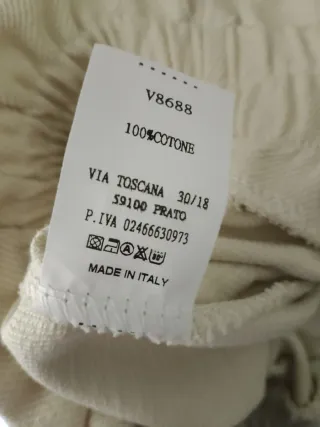 V8688
100%COTONE
VIA TOSCANA 30/18
59100 PRATO
P.IVA 02466630973
MADE IN ITALY